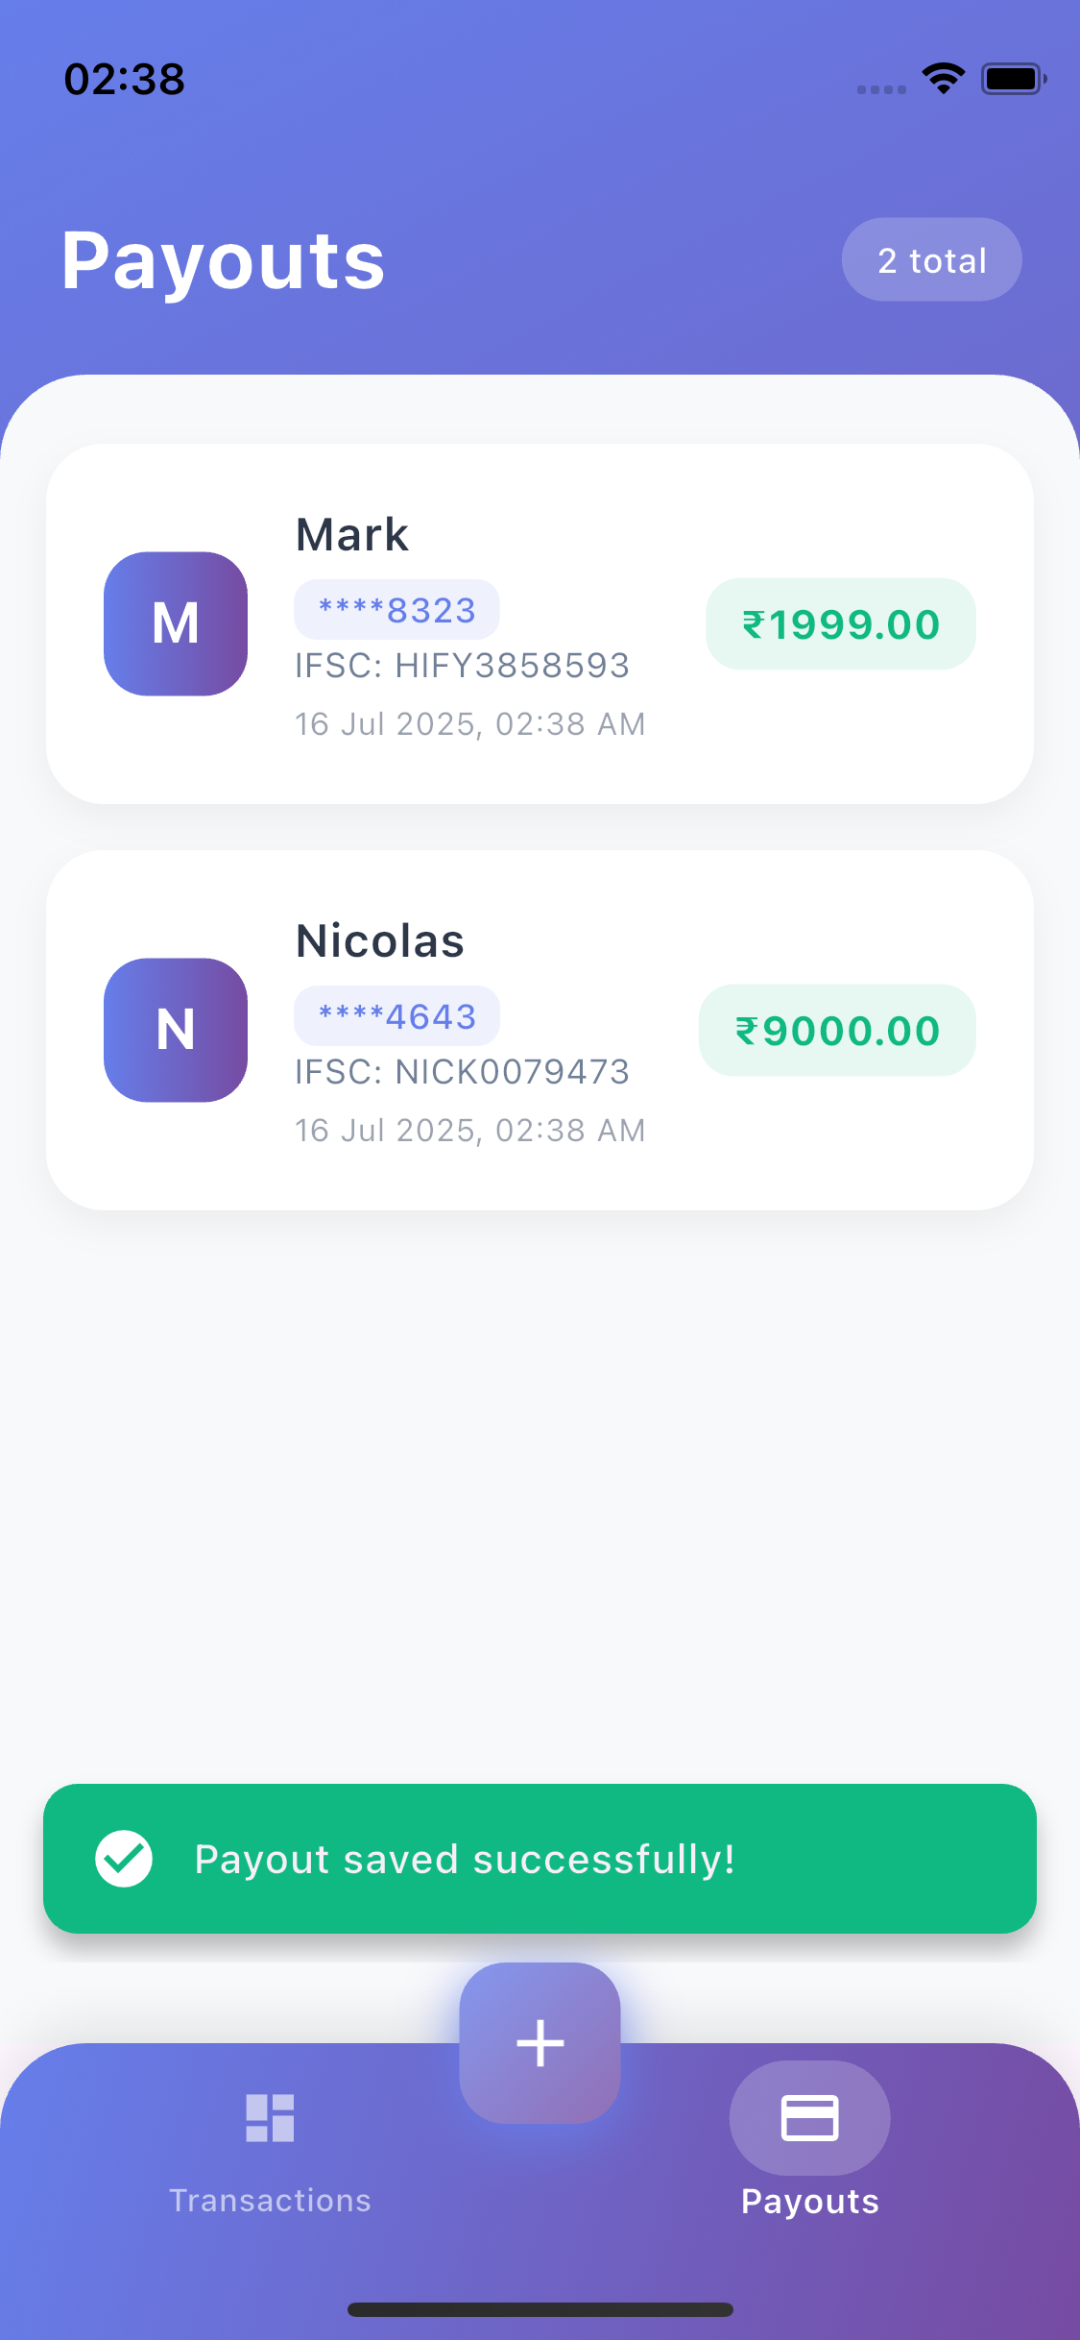 02:38
Payouts
2 total
Mark
M
****8323
₹1999.00
IFSC: HIFY3858593
16 Jul 2025, 02:38 AM
Nicolas
N
****4643
₹9000.00
IFSC: NICK0079473
16 Jul 2025, 02:38 AM
Payout saved successfully!
Transactions
Payouts